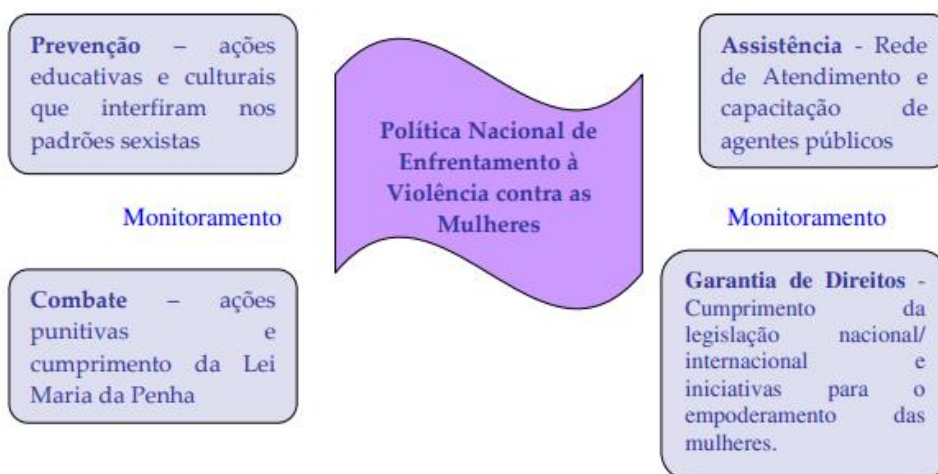 Prevenção – ações
educativas e culturais
que interfiram nos
padrões sexistas
Assistência - Rede
de Atendimento e
capacitação de
agentes públicos
Política Nacional de
Enfrentamento à
Violência contra as
Mulheres
Monitoramento
Monitoramento
Combate – ações
punitivas e
cumprimento da Lei
Maria da Penha
Garantia de Direitos -
Cumprimento da
legislação nacional/
internacional e
iniciativas para o
empoderamento das
mulheres.